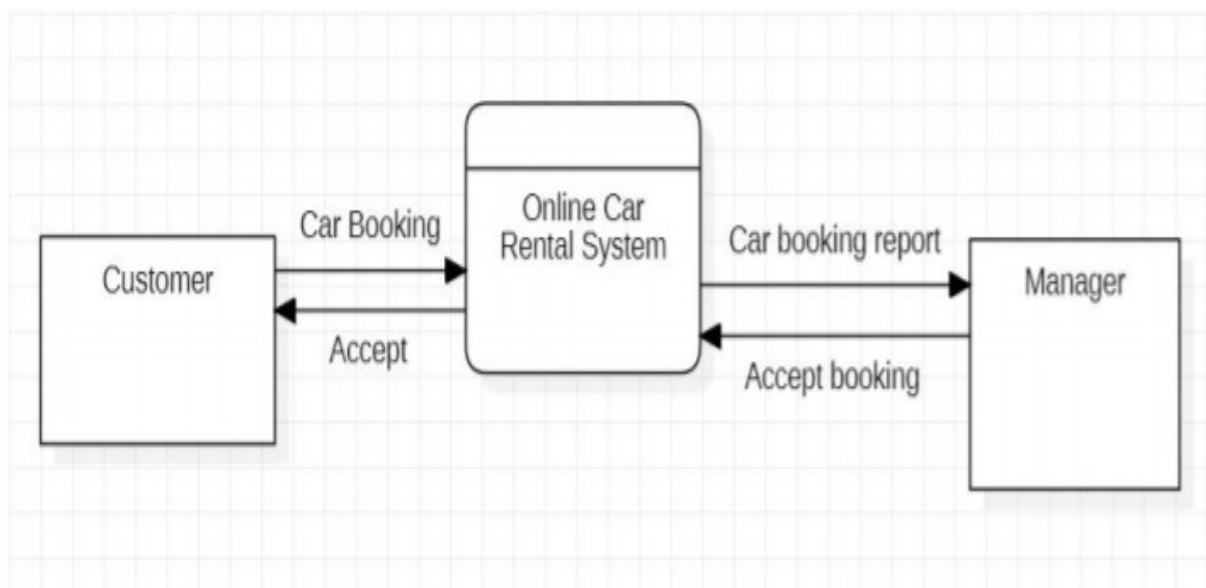 Online Car
Rental System
Car Booking
Customer
Accept
Car booking report
Manager
Accept booking